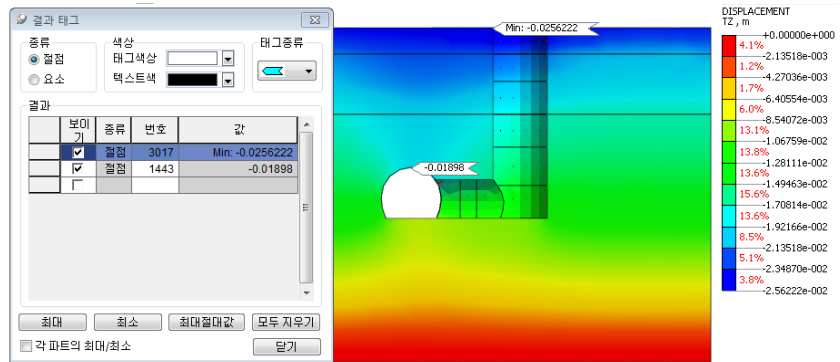 결과 태그
종류
절점
요소
색상
태그색상
텍스트색
태그종류
결과
보이기 종류 번호 값
절점 3017 Min: -0.0256222
절점 1443 -0.01898
최대 최소 최대절대값 모두 지우기
각 파트의 최대/최소 닫기
Min: -0.0256222
-0.01898
DISPLACEMENT
TZ , m
+0.00000e+000
4.1%
-2.13518e-003
1.2%
-4.27036e-003
1.7%
-6.40554e-003
6.0%
-8.54072e-003
13.1%
-1.06759e-002
13.8%
-1.28111e-002
13.6%
-1.49463e-002
15.6%
-1.70814e-002
13.6%
-1.92166e-002
8.5%
-2.13518e-002
5.1%
-2.34870e-002
3.8%
-2.56222e-002